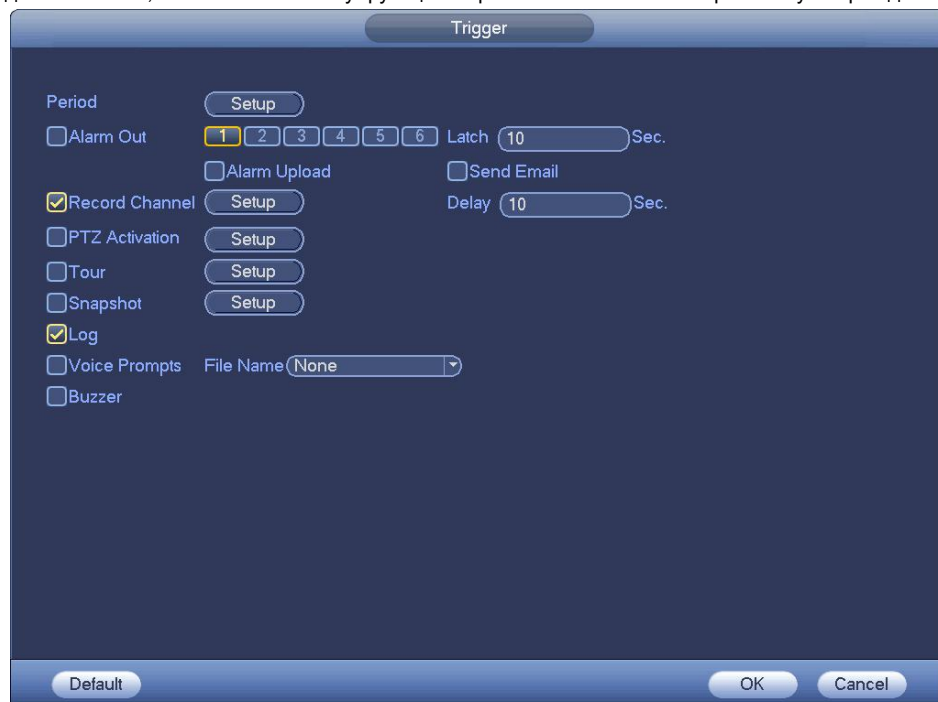 Trigger
Period Setup
Alarm Out 1 2 3 4 5 6 Latch 10 Sec.
Alarm Upload Send Email
Record Channel Setup Delay 10 Sec.
PTZ Activation Setup
Tour Setup
Snapshot Setup
Log
Voice Prompts File Name None
Buzzer
Default OK Cancel